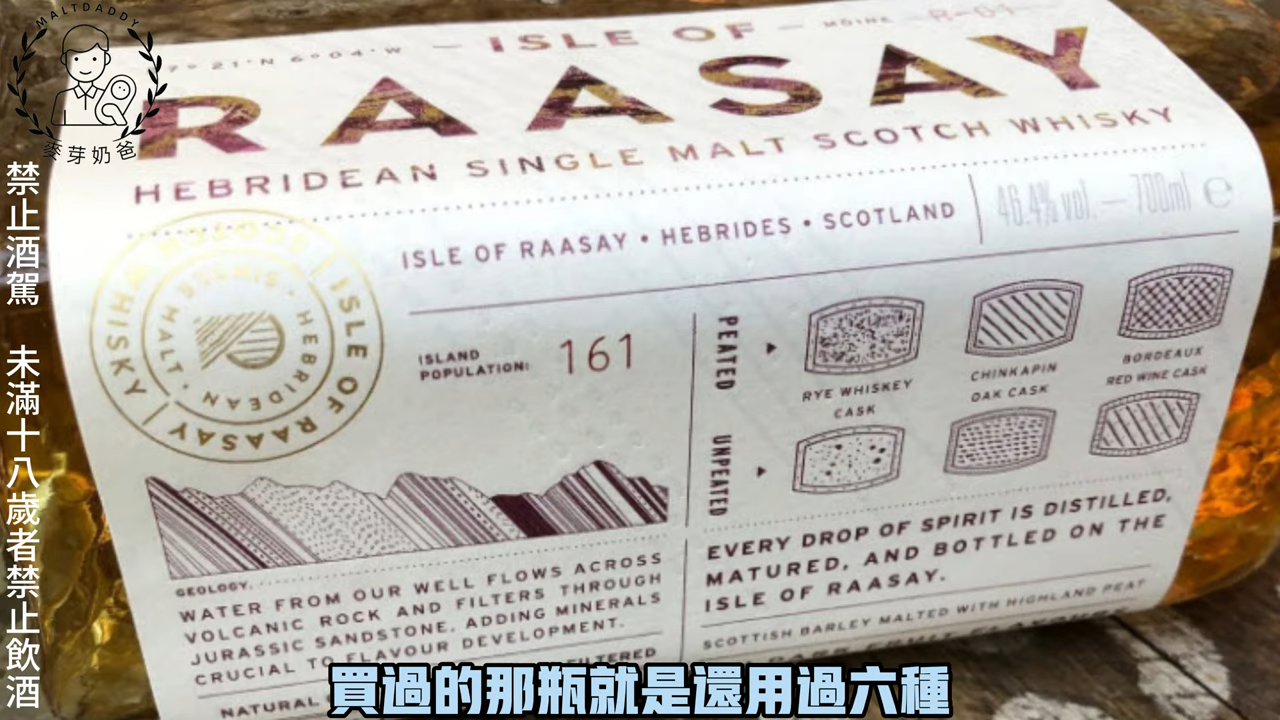 MALTDADDY
麥芽奶爸
禁止酒駕 未滿十八歲者禁止飲酒
— ISLE OF —
RAASAY
HEBRIDEAN SINGLE MALT SCOTCH WHISKY
ISLE OF RAASAY • HEBRIDES • SCOTLAND
46.4% vol. — 700ml e
ISLE OF RAASAY
HEBRIDEAN
MALT
WHISKY
ISLAND
POPULATION: 161
PEATED
RYE WHISKEY
CASK
CHINKAPIN
OAK CASK
BORDEAUX
RED WINE CASK
UNPEATED
GEOLOGY.
WATER FROM OUR WELL FLOWS ACROSS
VOLCANIC ROCK AND FILTERS THROUGH
JURASSIC SANDSTONE, ADDING MINERALS
CRUCIAL TO FLAVOUR DEVELOPMENT.
EVERY DROP OF SPIRIT IS DISTILLED,
MATURED, AND BOTTLED ON THE
ISLE OF RAASAY.
SCOTTISH BARLEY MALTED WITH HIGHLAND PEAT
NATURAL
買過的那瓶就是還用過六種